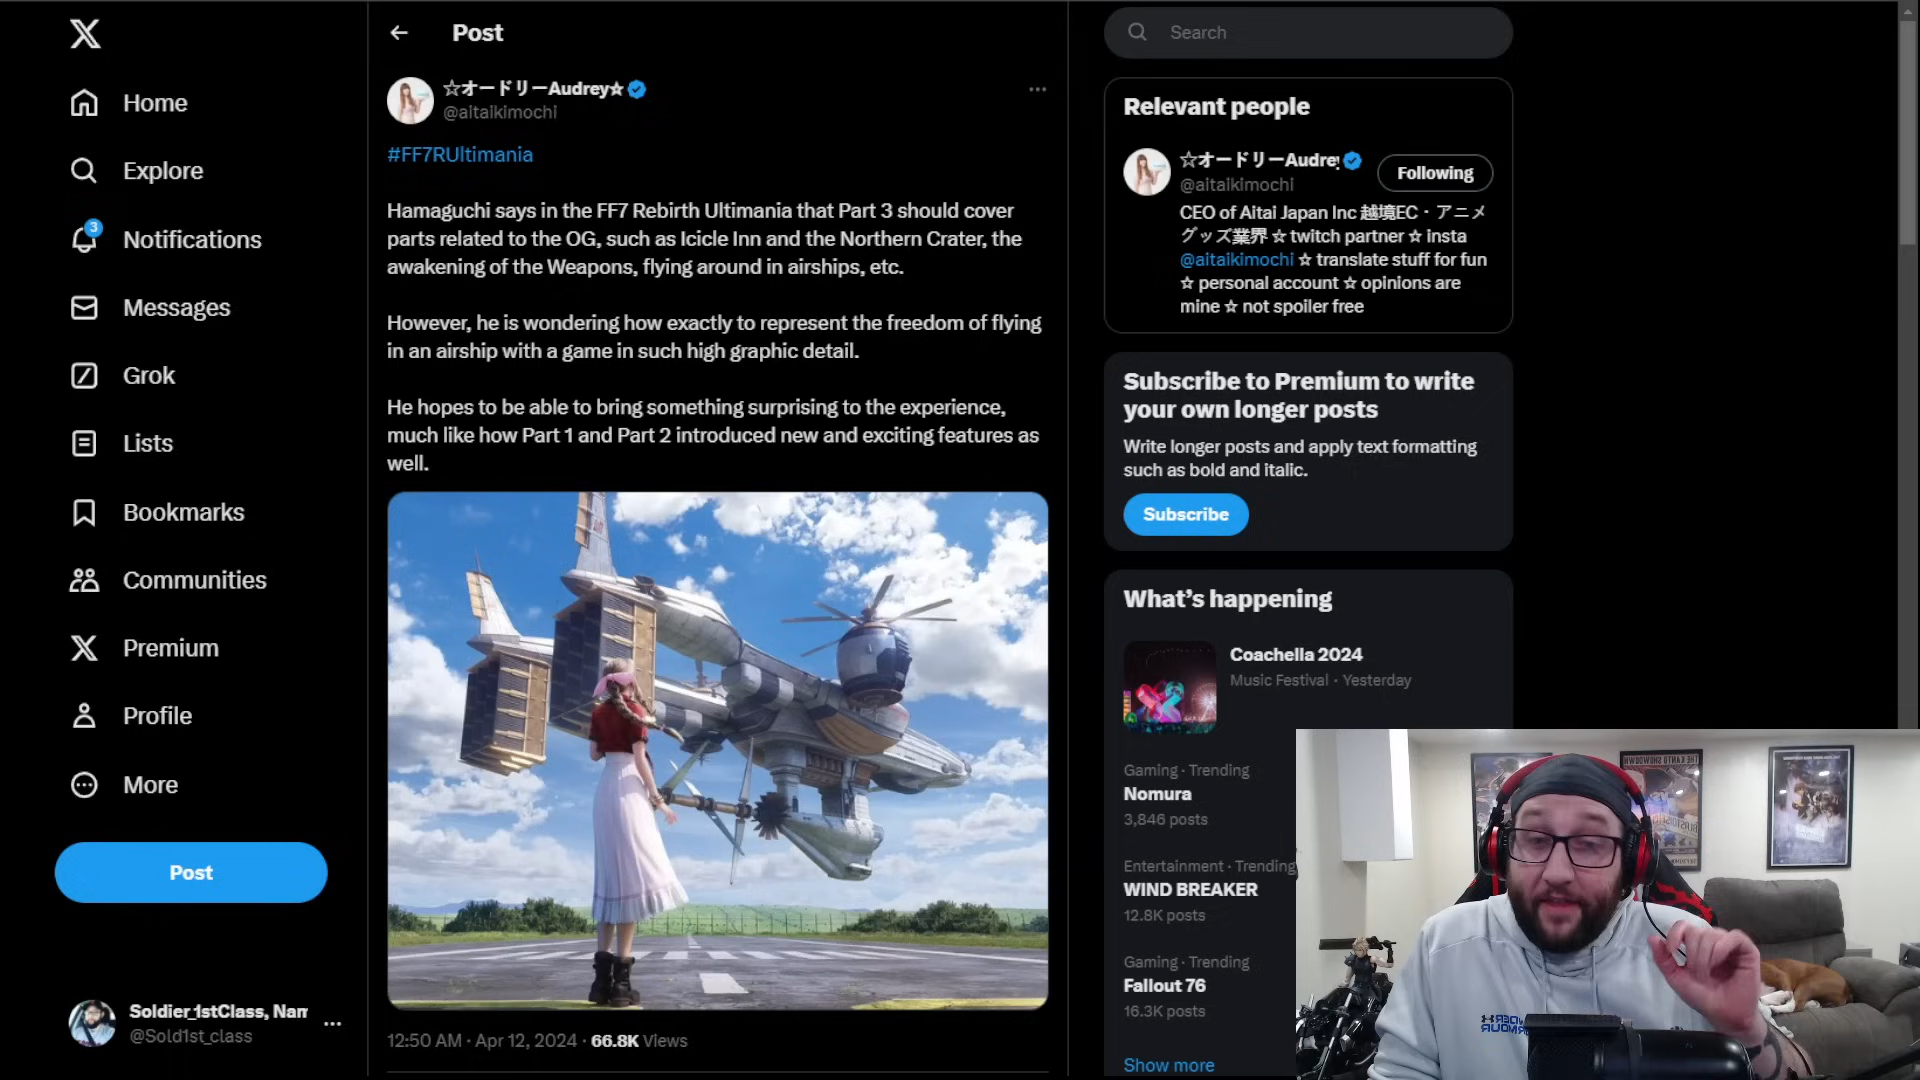 Home
Explore
3
Notifications
Messages
Grok
Lists
Bookmarks
Communities
Premium
Profile
More
Post
Soldier_1stClass, Nam
@Sold1st_class
Post
☆オードリーAudrey☆
@aitaikimochi
#FF7RUltimania
Hamaguchi says in the FF7 Rebirth Ultimania that Part 3 should cover
parts related to the OG, such as Icicle Inn and the Northern Crater, the
awakening of the Weapons, flying around in airships, etc.
However, he is wondering how exactly to represent the freedom of flying
in an airship with a game in such high graphic detail.
He hopes to be able to bring something surprising to the experience,
much like how Part 1 and Part 2 introduced new and exciting features as
well.
12:50 AM · Apr 12, 2024 · 66.8K Views
Search
Relevant people
☆オードリーAudrey
@aitaikimochi
Following
CEO of Aitai Japan Inc 越境EC・アニメ
グッズ業界 ☆ twitch partner ☆ insta
@aitaikimochi ☆ translate stuff for fun
☆ personal account ☆ opinions are
mine ☆ not spoiler free
Subscribe to Premium to write
your own longer posts
Write longer posts and apply text formatting
such as bold and italic.
Subscribe
What's happening
Coachella 2024
Music Festival · Yesterday
Gaming · Trending
Nomura
3,846 posts
Entertainment · Trending
WIND BREAKER
12.8K posts
Gaming · Trending
Fallout 76
16.3K posts
Show more
THE KANTO SHOWDOWN
UNDER
ARMOUR